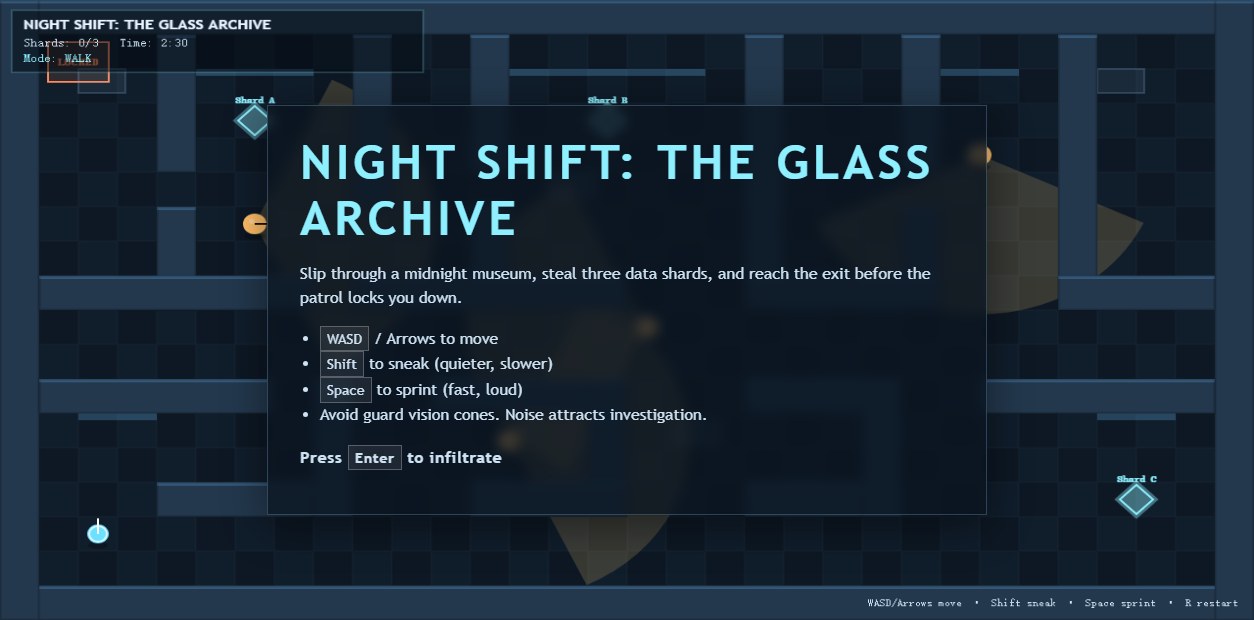 NIGHT SHIFT: THE GLASS ARCHIVE
Shards: 0/3 Time: 2:30
Mode: WALK
LOCKED
Shard A
Shard B
NIGHT SHIFT: THE GLASS
ARCHIVE
Slip through a midnight museum, steal three data shards, and reach the exit before the
patrol locks you down.
• WASD / Arrows to move
• Shift to sneak (quieter, slower)
• Space to sprint (fast, loud)
• Avoid guard vision cones. Noise attracts investigation.
Press Enter to infiltrate
Shard C
WASD/Arrows move • Shift sneak • Space sprint • R restart